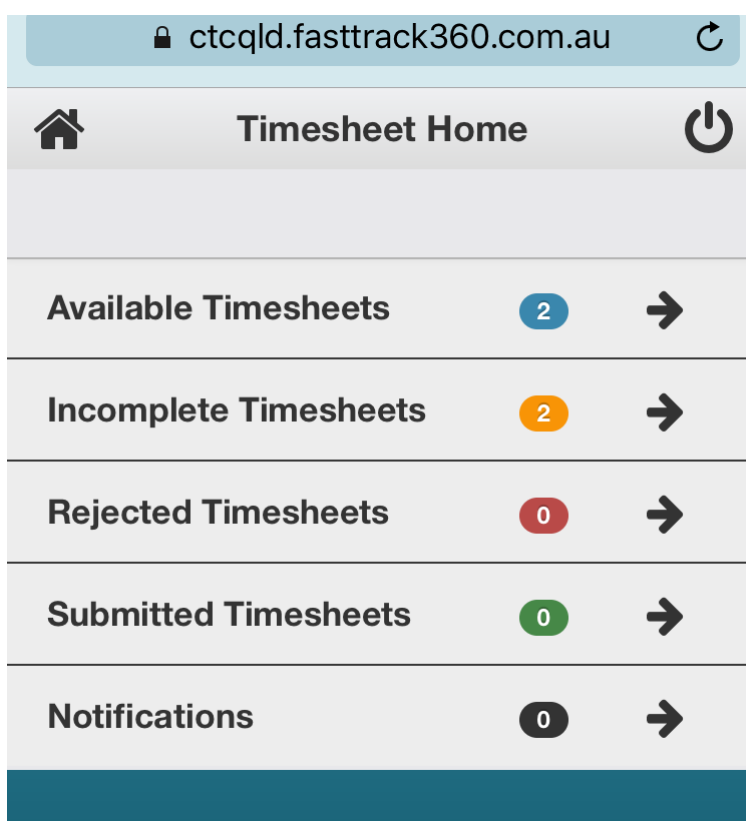 ctcqld.fasttrack360.com.au
Timesheet Home
Available Timesheets 2
Incomplete Timesheets 2
Rejected Timesheets 0
Submitted Timesheets 0
Notifications 0